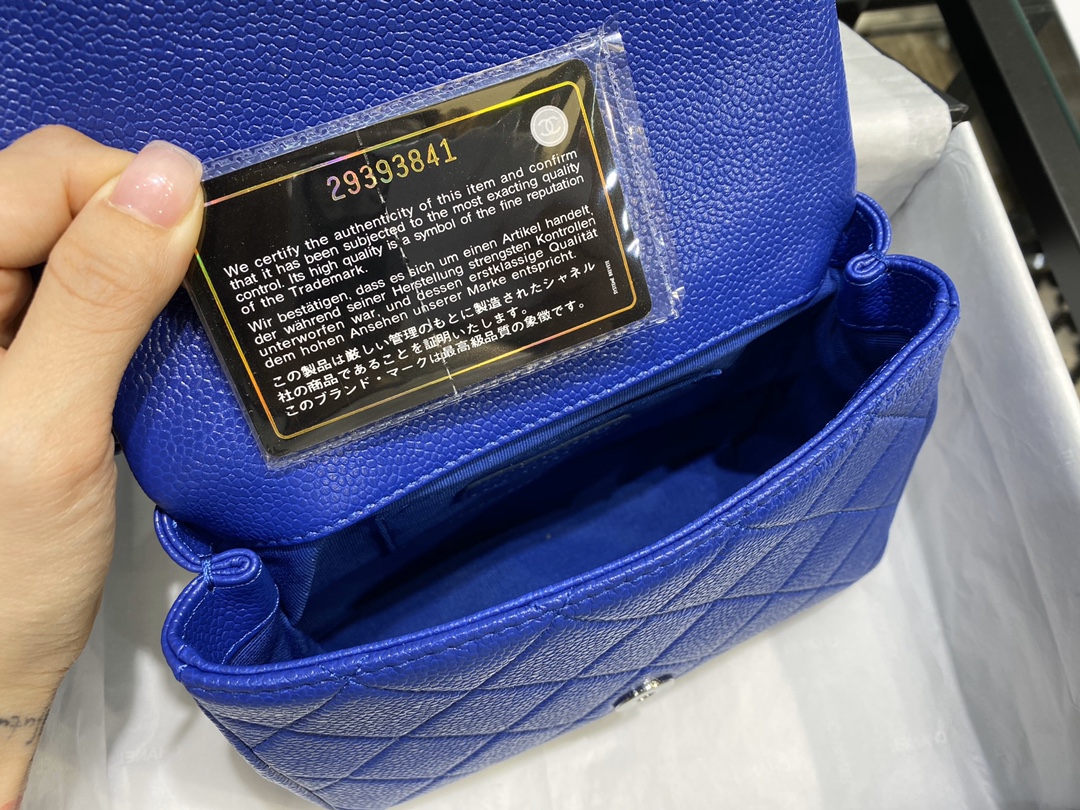 29393841
We certify the authenticity of this item and confirm
that it has been subjected to the most exacting quality
control. Its high quality is a symbol of the fine reputation
of the Trademark.
Wir bestätigen, dass es sich um einen Artikel handelt,
der während seiner Herstellung strengsten Kontrollen
unterworfen war, und dessen erstklassige Qualität
dem hohen Ansehen unserer Marke entspricht.
この製品は厳しい管理のもとに製造されたシャネル
社の商品であることを証明いたします。
このブランド・マークは最高級品質の象徴です。